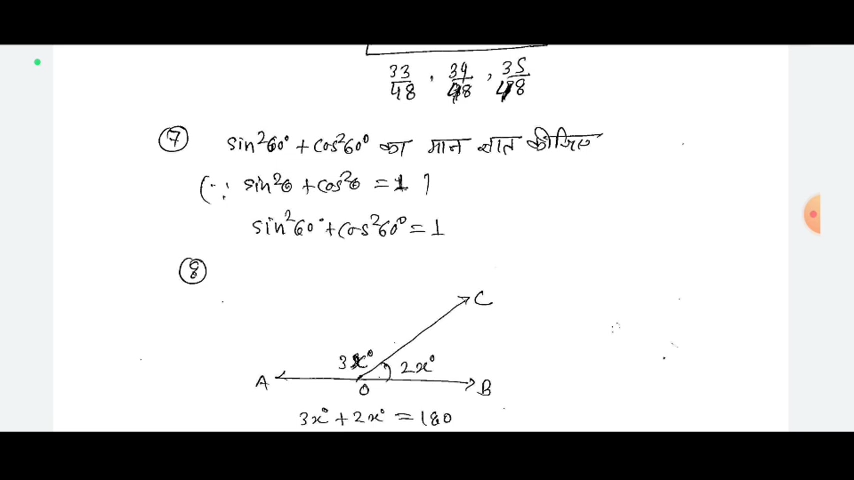 33/48 , 34/48 , 35/48
7 sin²60° + cos²60° का मान ज्ञात कीजिए
(∵ sin²θ + cos²θ = 1)
sin²60° + cos²60° = 1
8
C
3x° 2x°
A O B
3x° + 2x° = 180